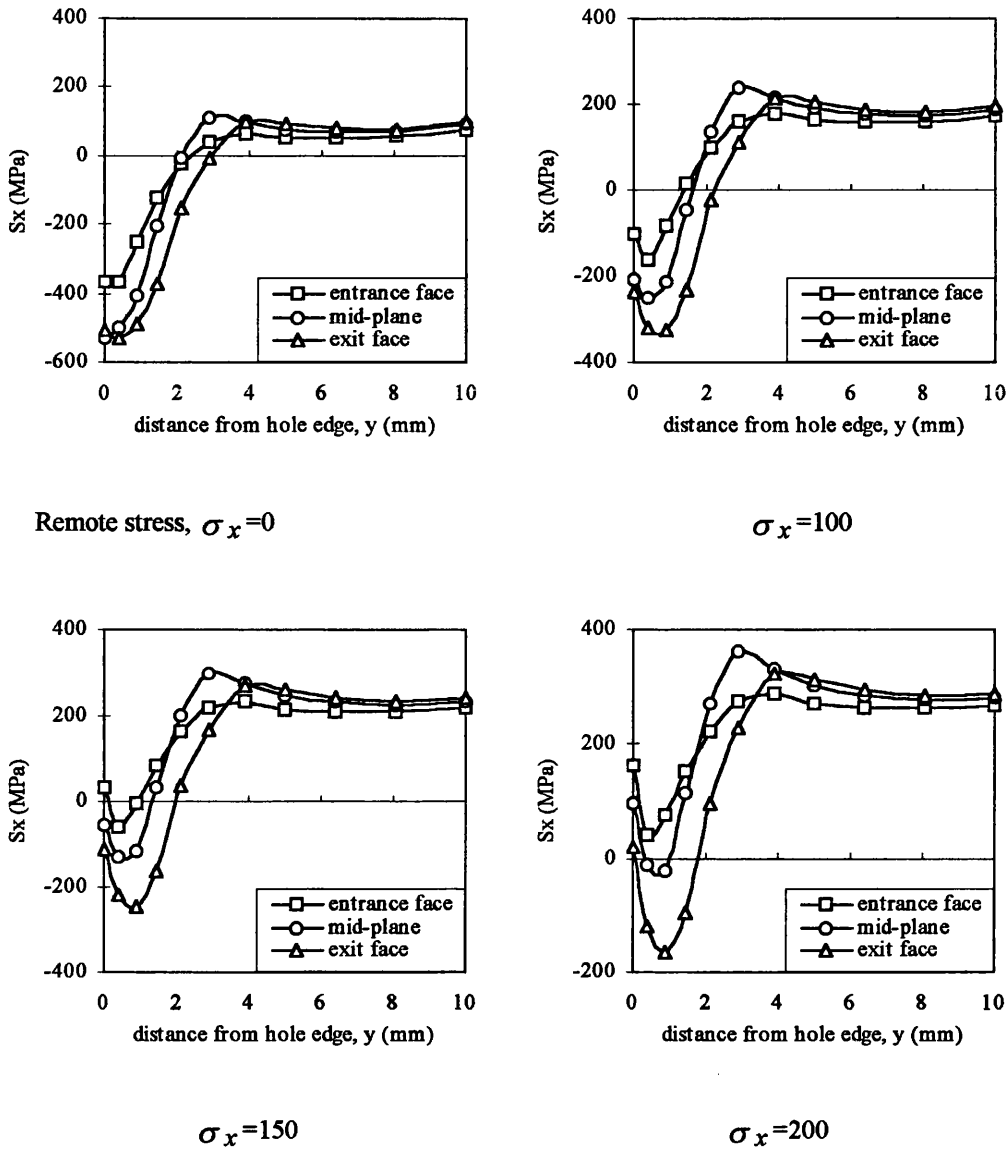 400
200
0
-200
-400
-600
Sx (MPa)
entrance face
mid-plane
exit face
0 2 4 6 8 10
distance from hole edge, y (mm)
400
200
0
-200
-400
Sx (MPa)
entrance face
mid-plane
exit face
0 2 4 6 8 10
distance from hole edge, y (mm)
Remote stress, σx=0
σx=100
400
200
0
-200
-400
Sx (MPa)
entrance face
mid-plane
exit face
0 2 4 6 8 10
distance from hole edge, y (mm)
400
200
0
-200
Sx (MPa)
entrance face
mid-plane
exit face
0 2 4 6 8 10
distance from hole edge, y (mm)
σx=150
σx=200